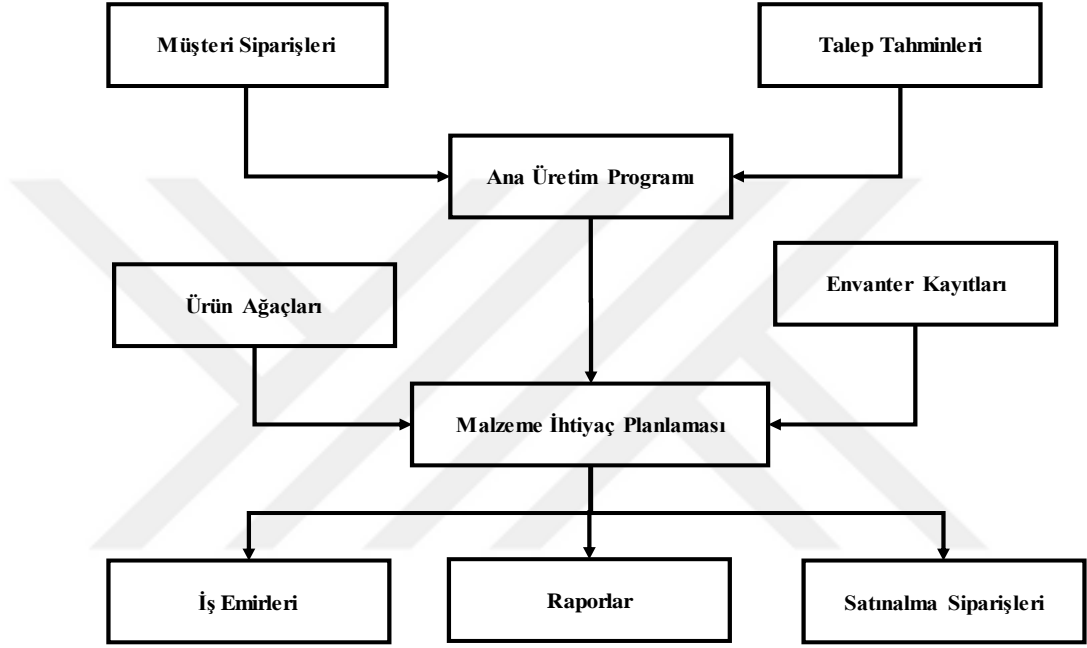 Müşteri Siparişleri
Talep Tahminleri
Ana Üretim Programı
Ürün Ağaçları
Envanter Kayıtları
Malzeme İhtiyaç Planlaması
İş Emirleri
Raporlar
Satınalma Siparişleri